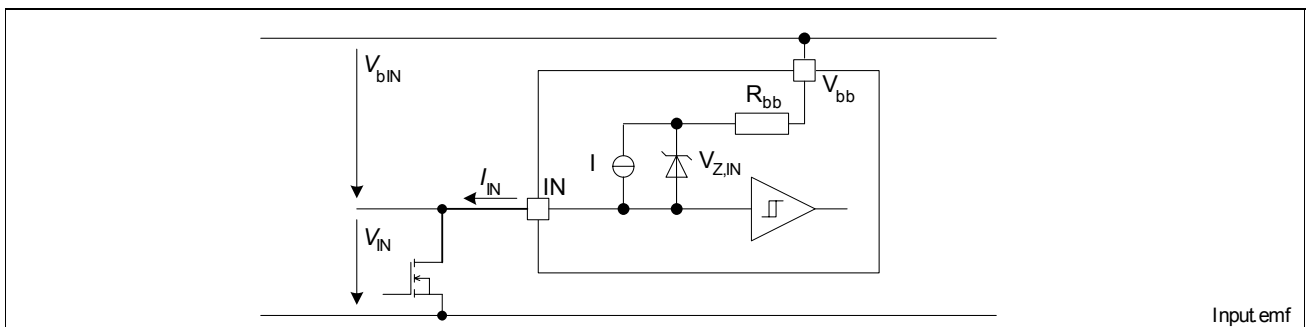 V_bIN
V_bb
R_bb
I
V_Z,IN
I_IN
IN
V_IN
Input.emf